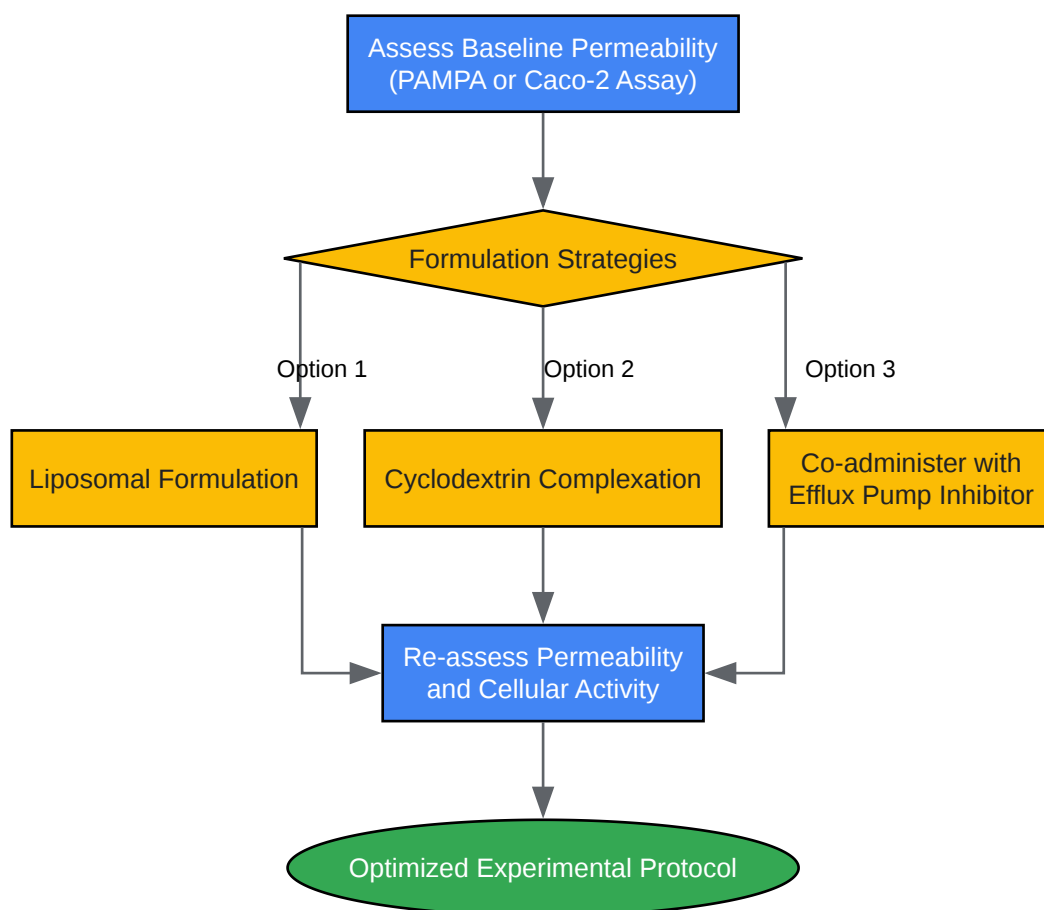 Assess Baseline Permeability
(PAMPA or Caco-2 Assay)
Formulation Strategies
Option 1
Option 2
Option 3
Liposomal Formulation
Cyclodextrin Complexation
Co-administer with
Efflux Pump Inhibitor
Re-assess Permeability
and Cellular Activity
Optimized Experimental Protocol